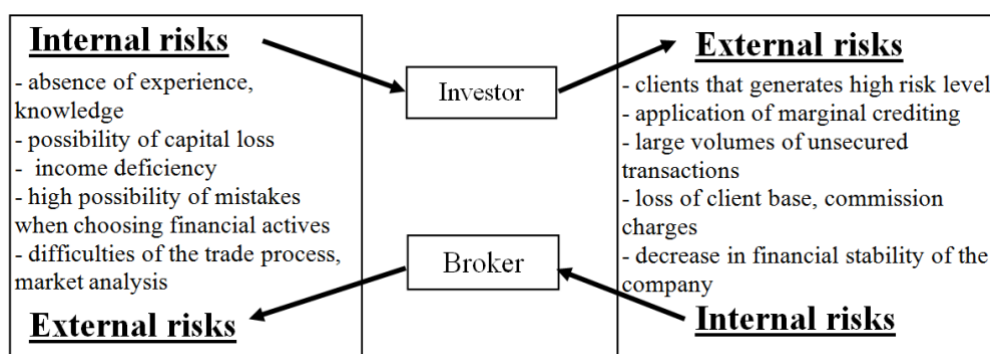 Internal risks
- absence of experience,
knowledge
- possibility of capital loss
- income deficiency
- high possibility of mistakes
when choosing financial actives
- difficulties of the trade process,
market analysis
External risks
Investor
Broker
External risks
- clients that generates high risk level
- application of marginal crediting
- large volumes of unsecured
transactions
- loss of client base, commission
charges
- decrease in financial stability of the
company
Internal risks